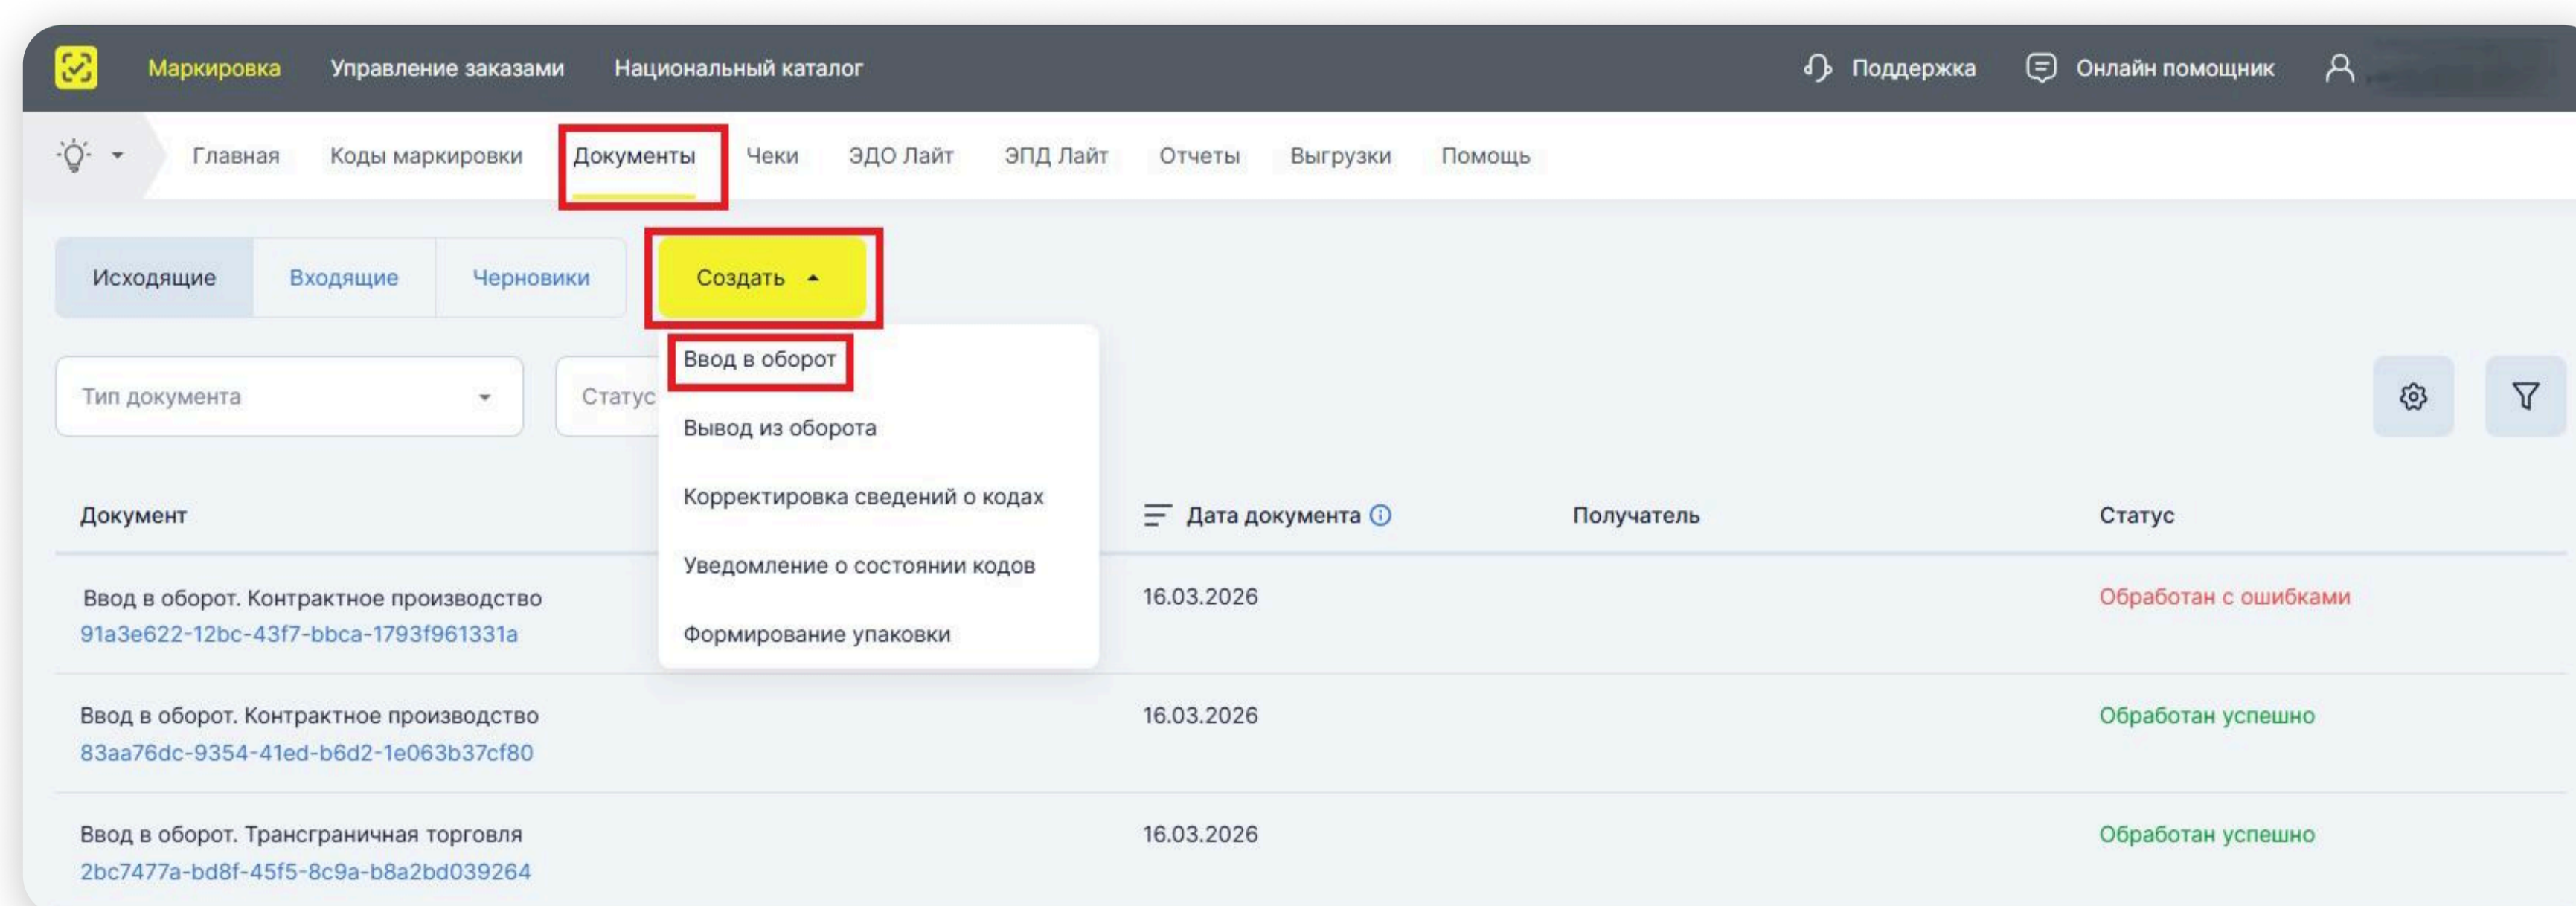 Маркировка Управление заказами Национальный каталог Поддержка Онлайн помощник
Главная Коды маркировки Документы Чеки ЭДО Лайт ЭПД Лайт Отчеты Выгрузки Помощь
Исходящие Входящие Черновики Создать
Ввод в оборот
Тип документа Статус
Вывод из оборота
Корректировка сведений о кодах
Документ Дата документа Получатель Статус
Уведомление о состоянии кодов
Ввод в оборот. Контрактное производство 16.03.2026 Обработан с ошибками
91a3e622-12bc-43f7-bbca-1793f961331a
Формирование упаковки
Ввод в оборот. Контрактное производство 16.03.2026 Обработан успешно
83aa76dc-9354-41ed-b6d2-1e063b37cf80
Ввод в оборот. Трансграничная торговля 16.03.2026 Обработан успешно
2bc7477a-bd8f-45f5-8c9a-b8a2bd039264